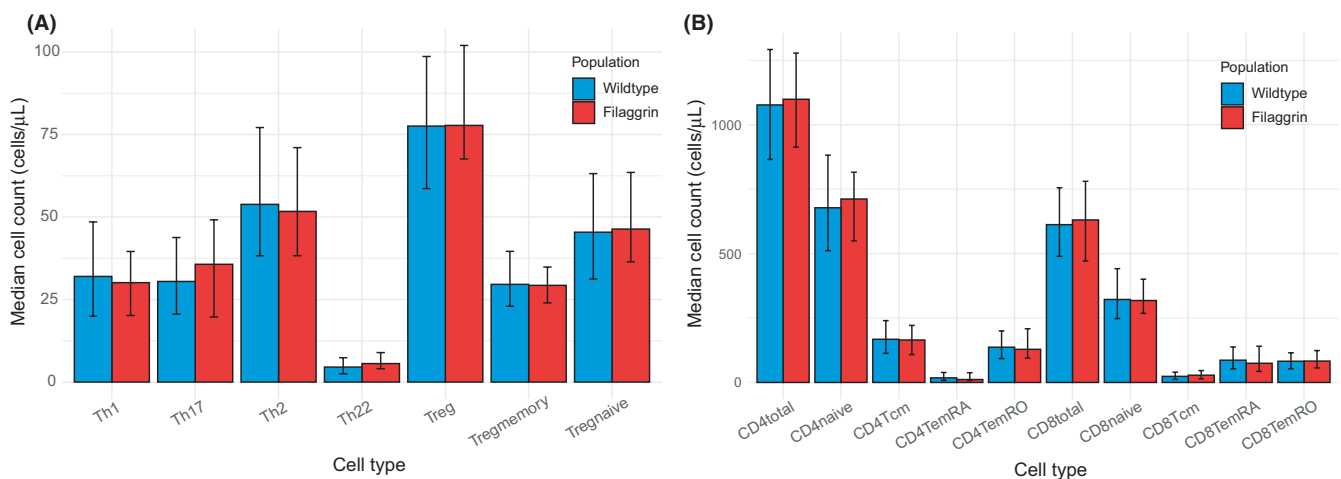 (A)
Median cell count (cells/μL)
100
75
50
25
0
Population
Wildtype
Filaggrin
Th1
Th17
Th2
Th22
Treg
Tregmemory
Tregnaive
Cell type
(B)
Median cell count (cells/μL)
1000
500
0
Population
Wildtype
Filaggrin
CD4total
CD4naive
CD4Tcm
CD4TemRA
CD4TemRO
CD8total
CD8naive
CD8Tcm
CD8TemRA
CD8TemRO
Cell type